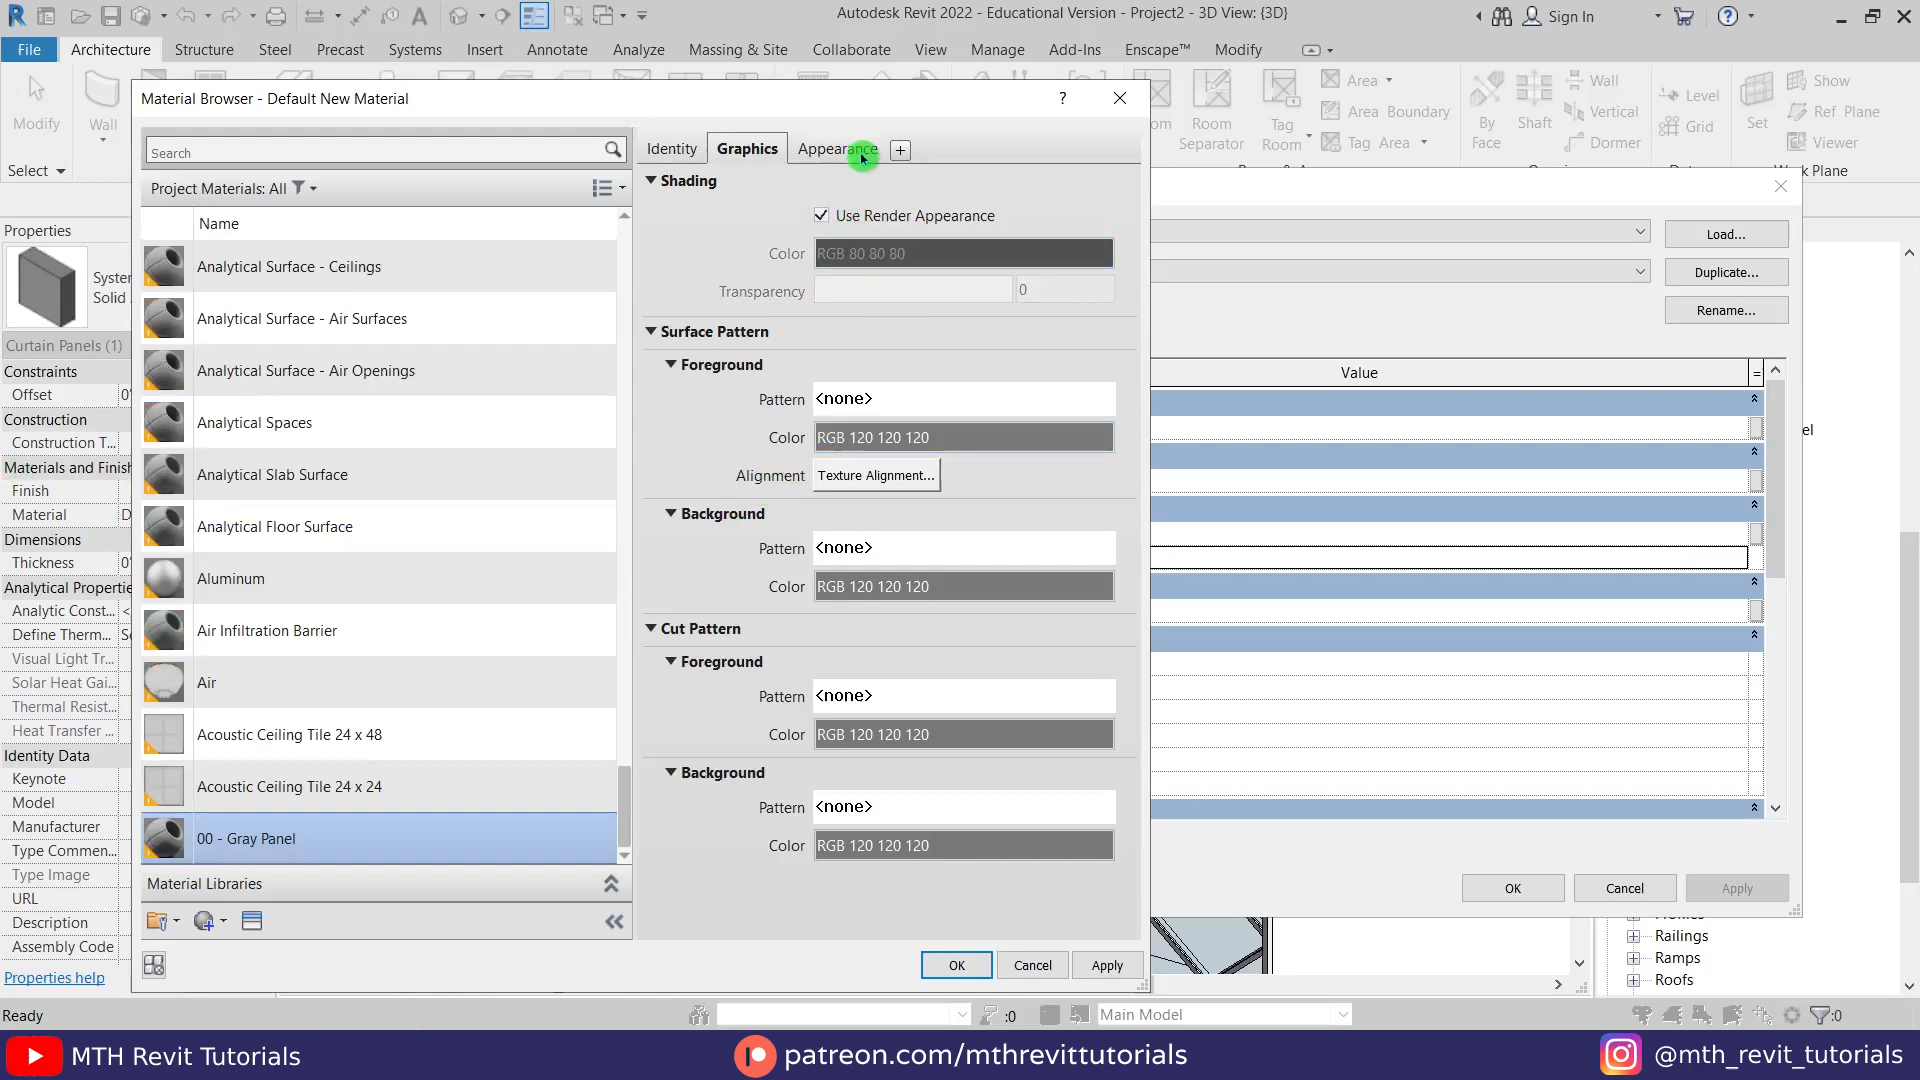 Autodesk Revit 2022 - Educational Version - Project2 - 3D View: {3D}
Sign In
File
Architecture
Structure
Steel
Precast
Systems
Insert
Annotate
Analyze
Massing & Site
Collaborate
View
Manage
Add-Ins
Enscape™
Modify
Modify
Wall
Select
Room
Separator
Tag
Room
Area
Area Boundary
Tag Area
By
Face
Shaft
Wall
Vertical
Dormer
Level
Grid
Set
Show
Ref Plane
Viewer
Material Browser - Default New Material
?
Search
Project Materials: All
Name
Analytical Surface - Ceilings
Analytical Surface - Air Surfaces
Analytical Surface - Air Openings
Analytical Spaces
Analytical Slab Surface
Analytical Floor Surface
Aluminum
Air Infiltration Barrier
Air
Acoustic Ceiling Tile 24 x 48
Acoustic Ceiling Tile 24 x 24
00 - Gray Panel
Material Libraries
Identity
Graphics
Appearance
Shading
Use Render Appearance
Color RGB 80 80 80
Transparency 0
Surface Pattern
Foreground
Pattern <none>
Color RGB 120 120 120
Alignment Texture Alignment...
Background
Pattern <none>
Color RGB 120 120 120
Cut Pattern
Foreground
Pattern <none>
Color RGB 120 120 120
Background
Pattern <none>
Color RGB 120 120 120
OK
Cancel
Apply
Properties
Solid
Curtain Panels (1)
Constraints
Offset
Construction
Construction T...
Materials and Finish
Finish
Material
Dimensions
Thickness
Analytical Propertie
Analytic Const...
Define Therm...
Visual Light Tr...
Solar Heat Gai...
Thermal Resist...
Heat Transfer ...
Identity Data
Keynote
Model
Manufacturer
Type Commen...
Type Image
URL
Description
Assembly Code
Properties help
Load...
Duplicate...
Rename...
Value
=
OK
Cancel
Apply
Railings
Ramps
Roofs
Ready
:0
Main Model
:0
MTH Revit Tutorials
patreon.com/mthrevittutorials
@mth_revit_tutorials